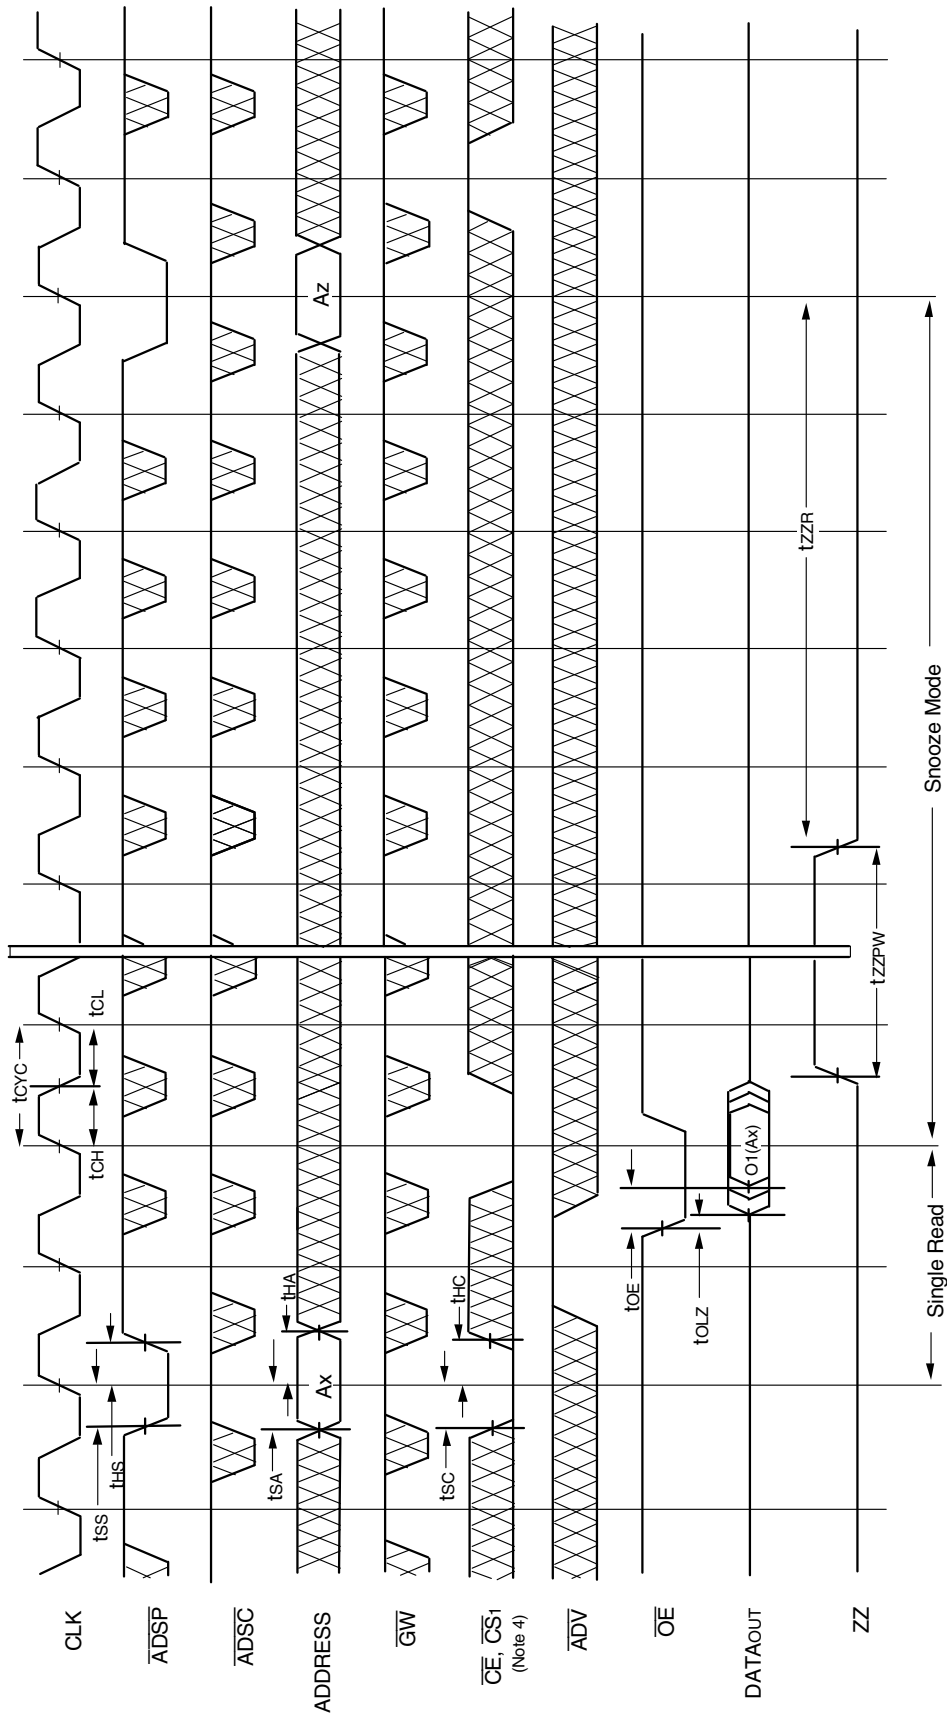 tCYC
tCH
tCL
tSS
tHS
CLK
ADSP
ADSC
tSA
tHA
Ax
Az
ADDRESS
GW
tSC
tHC
CE, CS1
(Note 4)
ADV
tOE
OE
tOLZ
O1(Ax)
DATAOUT
tZZR
tZZPW
ZZ
Single Read
Snooze Mode